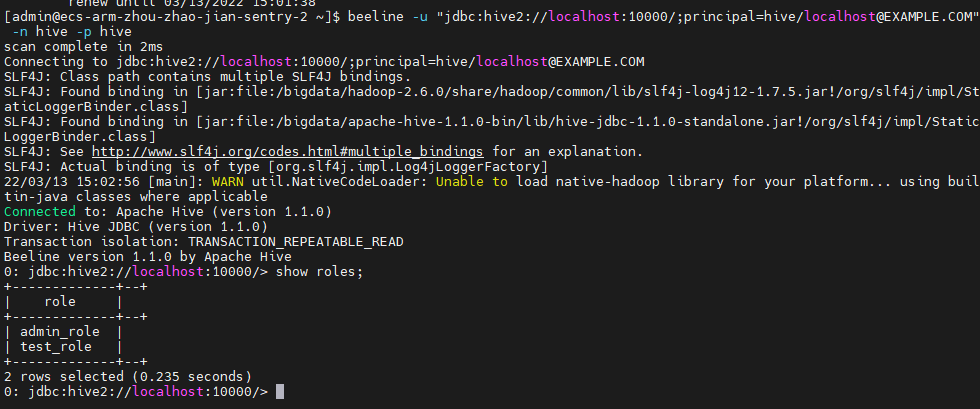 renew until 03/13/2022 15:01:38
[admin@ecs-arm-zhou-zhao-jian-sentry-2 ~]$ beeline -u "jdbc:hive2://localhost:10000/;principal=hive/localhost@EXAMPLE.COM"
 -n hive -p hive
scan complete in 2ms
Connecting to jdbc:hive2://localhost:10000/;principal=hive/localhost@EXAMPLE.COM
SLF4J: Class path contains multiple SLF4J bindings.
SLF4J: Found binding in [jar:file:/bigdata/hadoop-2.6.0/share/hadoop/common/lib/slf4j-log4j12-1.7.5.jar!/org/slf4j/impl/St
aticLoggerBinder.class]
SLF4J: Found binding in [jar:file:/bigdata/apache-hive-1.1.0-bin/lib/hive-jdbc-1.1.0-standalone.jar!/org/slf4j/impl/Static
LoggerBinder.class]
SLF4J: See http://www.slf4j.org/codes.html#multiple_bindings for an explanation.
SLF4J: Actual binding is of type [org.slf4j.impl.Log4jLoggerFactory]
22/03/13 15:02:56 [main]: WARN util.NativeCodeLoader: Unable to load native-hadoop library for your platform... using buil
tin-java classes where applicable
Connected to: Apache Hive (version 1.1.0)
Driver: Hive JDBC (version 1.1.0)
Transaction isolation: TRANSACTION_REPEATABLE_READ
Beeline version 1.1.0 by Apache Hive
0: jdbc:hive2://localhost:10000/> show roles;
+-------------+--+
|    role     |
+-------------+--+
| admin_role  |
| test_role   |
+-------------+--+
2 rows selected (0.235 seconds)
0: jdbc:hive2://localhost:10000/>